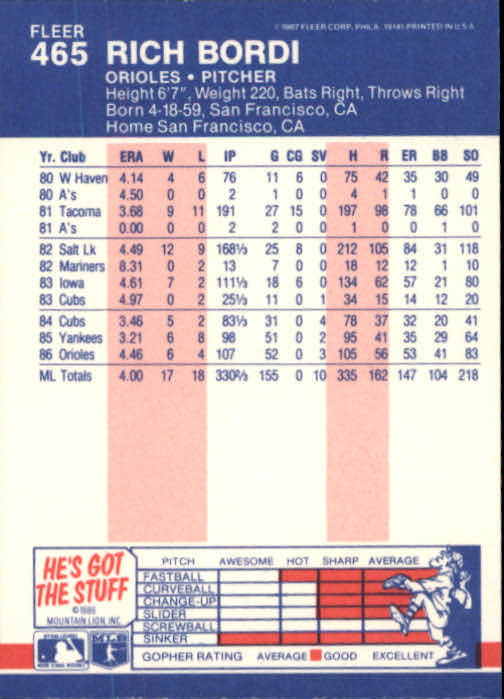 FLEER
© 1987 FLEER CORP. PHILA. 19141 PRINTED IN U.S.A.
465 RICH BORDI
ORIOLES • PITCHER
Height 6'7", Weight 220, Bats Right, Throws Right
Born 4-18-59, San Francisco, CA
Home San Francisco, CA
Yr. Club ERA W L IP G CG SV H R ER BB SO
80 W Haven 4.14 4 6 76 11 6 0 75 42 35 30 49
80 A's 4.50 0 0 2 1 0 0 4 1 1 0 0
81 Tacoma 3.68 9 11 191 27 15 0 197 98 78 66 101
81 A's 0.00 0 0 2 2 0 0 1 0 0 1 0
82 Salt Lk 4.49 12 9 168⅓ 25 8 0 212 105 84 31 118
82 Mariners 8.31 0 2 13 7 0 0 18 12 12 1 10
83 Iowa 4.61 7 2 111⅓ 18 6 0 134 62 57 21 80
83 Cubs 4.97 0 2 25⅓ 11 0 1 34 15 14 12 20
84 Cubs 3.46 5 2 83⅓ 31 0 4 78 37 32 20 41
85 Yankees 3.21 6 8 98 51 0 2 95 41 35 29 64
86 Orioles 4.46 6 4 107 52 0 3 105 56 53 41 83
ML Totals 4.00 17 18 330⅔ 155 0 10 335 162 147 104 218
HE'S GOT
THE STUFF
© 1986
MOUNTAIN LION, INC.
MLB
PITCH AWESOME HOT SHARP AVERAGE
FASTBALL
CURVEBALL
CHANGE-UP
SLIDER
SCREWBALL
SINKER
GOPHER RATING AVERAGE GOOD EXCELLENT